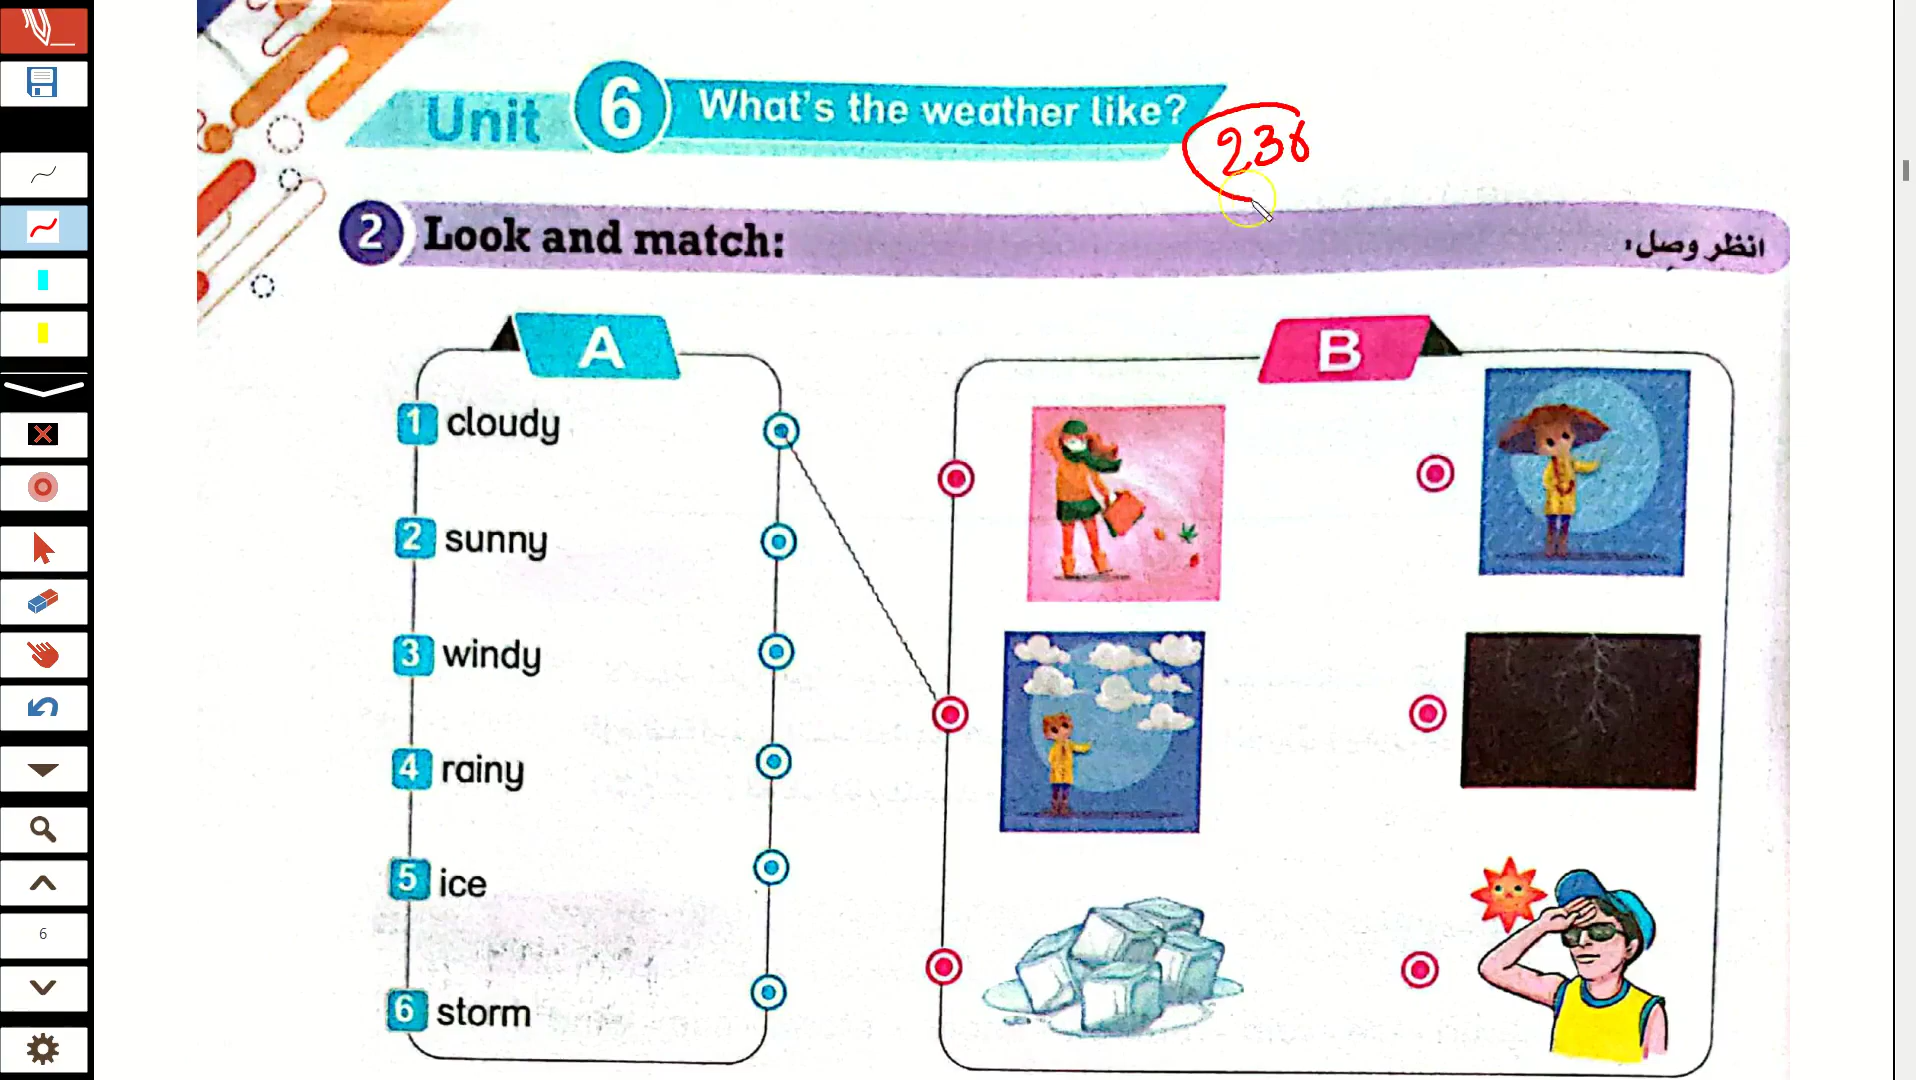 Unit 6 What's the weather like?
238
2 Look and match:
انظر وصل:
A
B
1 cloudy
2 sunny
3 windy
4 rainy
5 ice
6 storm
6